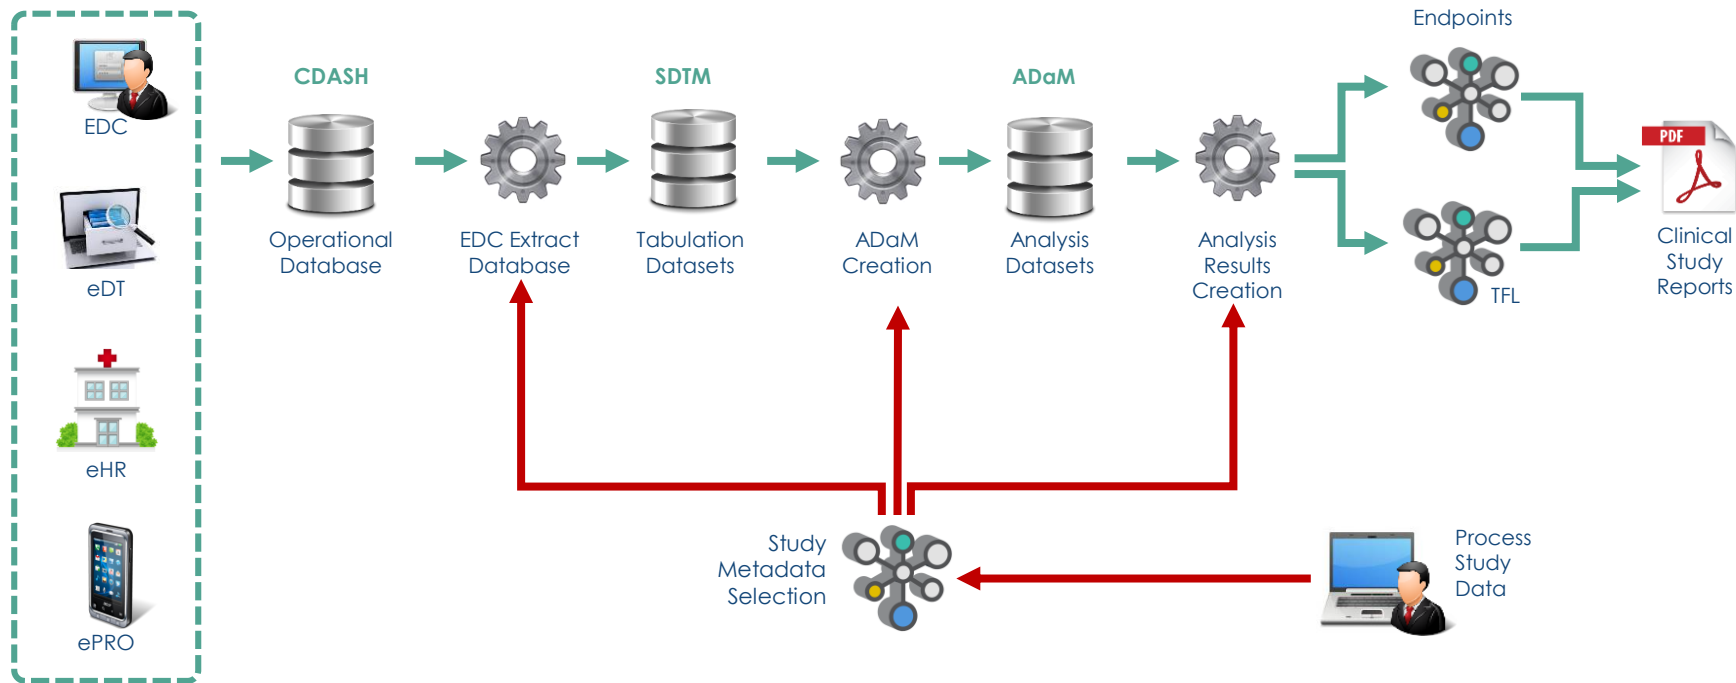 EDC
eDT
eHR
ePRO
CDASH
Operational
Database
EDC Extract
Database
SDTM
Tabulation
Datasets
ADaM
Creation
ADaM
Analysis
Datasets
Analysis
Results
Creation
Endpoints
TFL
PDF
Clinical
Study
Reports
Study
Metadata
Selection
Process
Study
Data